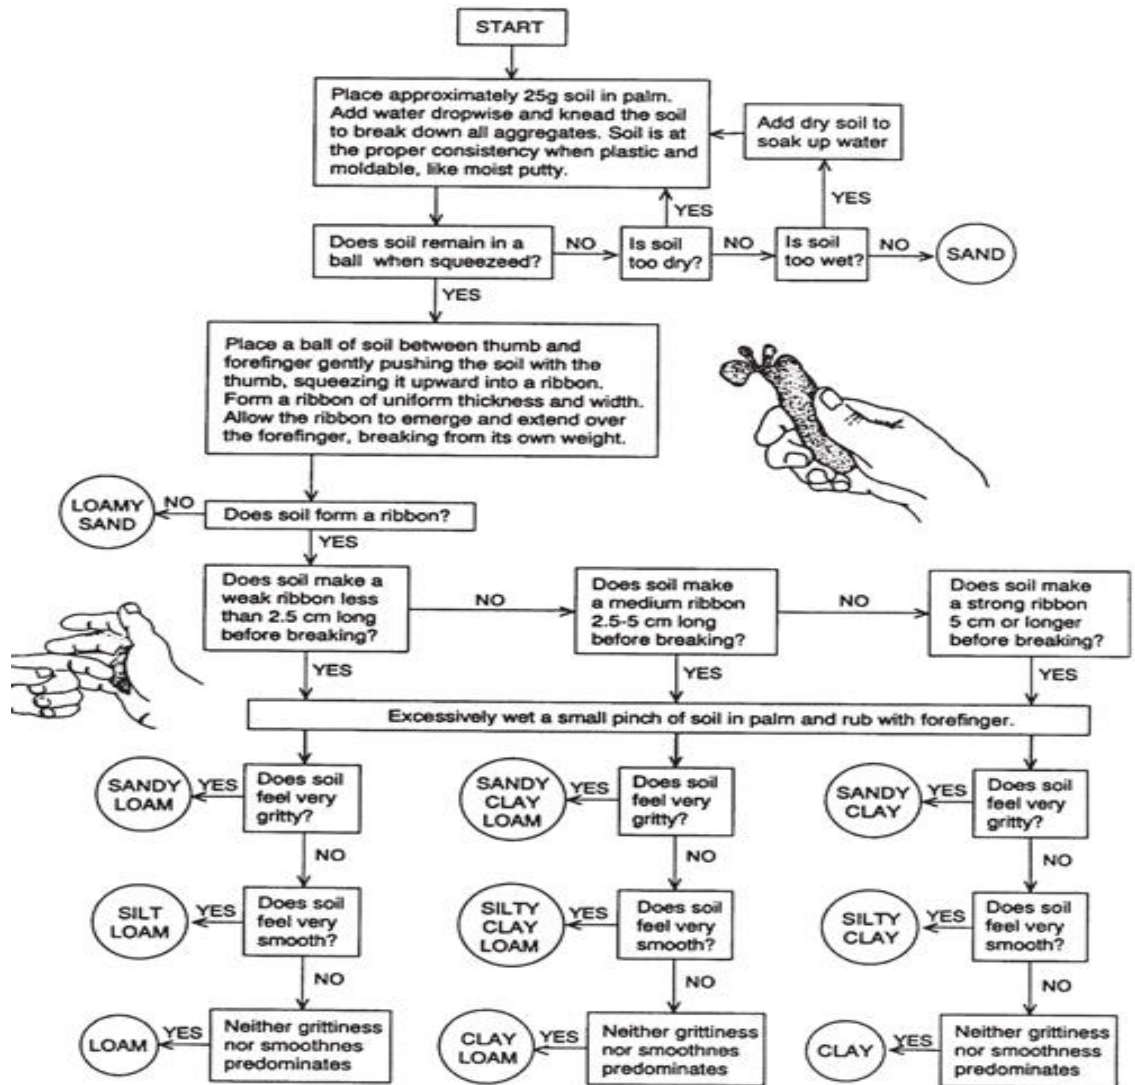 START
Place approximately 25g soil in palm.
Add water dropwise and knead the soil
to break down all aggregates. Soil is at
the proper consistency when plastic and
moldable, like moist putty.
Add dry soil to
soak up water
YES
YES
Does soil remain in a
ball when squeezeed?
NO
Is soil
too dry?
NO
Is soil
too wet?
NO
SAND
YES
Place a ball of soil between thumb and
forefinger gently pushing the soil with the
thumb, squeezing it upward into a ribbon.
Form a ribbon of uniform thickness and width.
Allow the ribbon to emerge and extend over
the forefinger, breaking from its own weight.
LOAMY
SAND
NO
Does soil form a ribbon?
YES
Does soil make a
weak ribbon less
than 2.5 cm long
before breaking?
NO
Does soil make
a medium ribbon
2.5-5 cm long
before breaking?
NO
Does soil make
a strong ribbon
5 cm or longer
before breaking?
YES
YES
YES
Excessively wet a small pinch of soil in palm and rub with forefinger.
SANDY
LOAM
YES
Does soil
feel very
gritty?
SANDY
CLAY
LOAM
YES
Does soil
feel very
gritty?
SANDY
CLAY
YES
Does soil
feel very
gritty?
NO
NO
NO
SILT
LOAM
YES
Does soil
feel very
smooth?
SILTY
CLAY
LOAM
YES
Does soil
feel very
smooth?
SILTY
CLAY
YES
Does soil
feel very
smooth?
NO
NO
NO
LOAM
YES
Neither grittiness
nor smoothnes
predominates
CLAY
LOAM
YES
Neither grittiness
nor smoothnes
predominates
CLAY
YES
Neither grittiness
nor smoothness
predominates